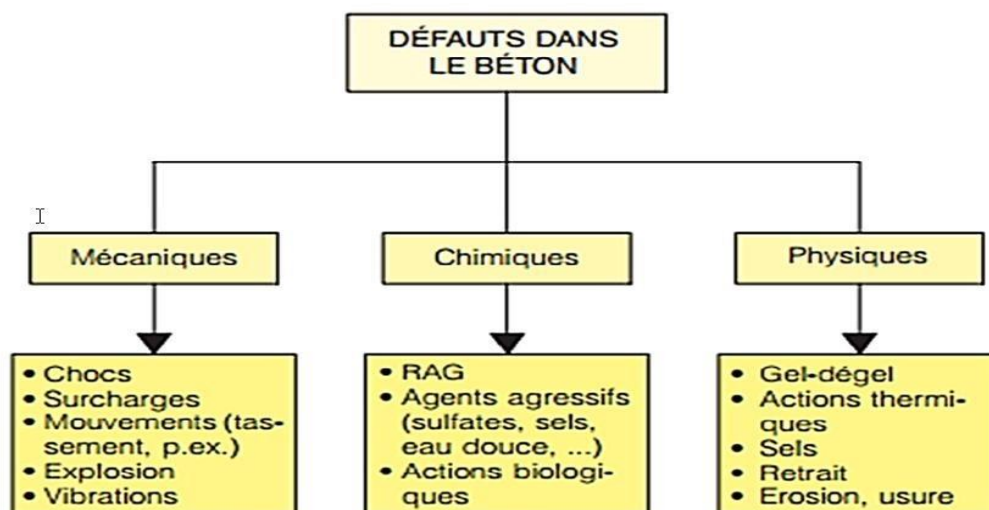 DÉFAUTS DANS
LE BÉTON
Mécaniques
• Chocs
• Surcharges
• Mouvements (tas-
sement, p.ex.)
• Explosion
• Vibrations
Chimiques
• RAG
• Agents agressifs
(sulfates, sels,
eau douce, ...)
• Actions biologi-
ques
Physiques
• Gel-dégel
• Actions thermi-
ques
• Sels
• Retrait
• Erosion, usure